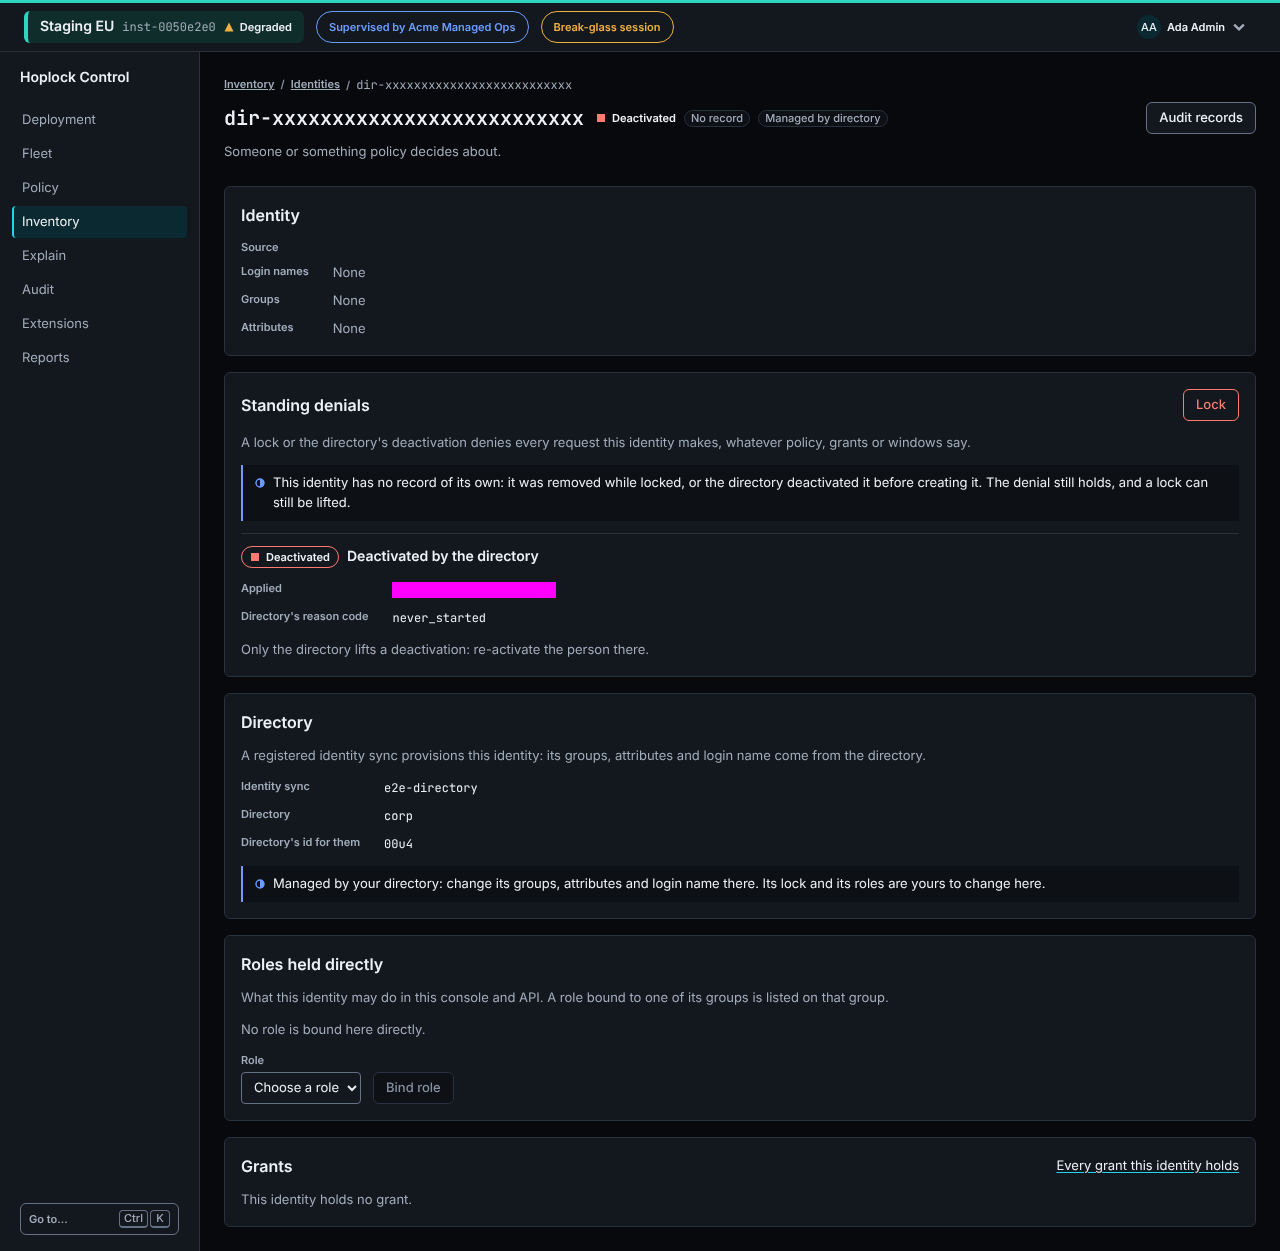 Staging EU inst-0050e2e0 Degraded Supervised by Acme Managed Ops Break-glass session AA Ada Admin
Hoplock Control
Deployment
Fleet
Policy
Inventory
Explain
Audit
Extensions
Reports
Go to... Ctrl K
Inventory / Identities / dir-xxxxxxxxxxxxxxxxxxxxxxxxxx
dir-xxxxxxxxxxxxxxxxxxxxxxxxxx Deactivated No record Managed by directory Audit records
Someone or something policy decides about.
Identity
Source
Login names None
Groups None
Attributes None
Standing denials Lock
A lock or the directory's deactivation denies every request this identity makes, whatever policy, grants or windows say.
This identity has no record of its own: it was removed while locked, or the directory deactivated it before creating it. The denial still holds, and a lock can
still be lifted.
Deactivated Deactivated by the directory
Applied
Directory's reason code never_started
Only the directory lifts a deactivation: re-activate the person there.
Directory
A registered identity sync provisions this identity: its groups, attributes and login name come from the directory.
Identity sync e2e-directory
Directory corp
Directory's id for them 00u4
Managed by your directory: change its groups, attributes and login name there. Its lock and its roles are yours to change here.
Roles held directly
What this identity may do in this console and API. A role bound to one of its groups is listed on that group.
No role is bound here directly.
Role
Choose a role Bind role
Grants Every grant this identity holds
This identity holds no grant.